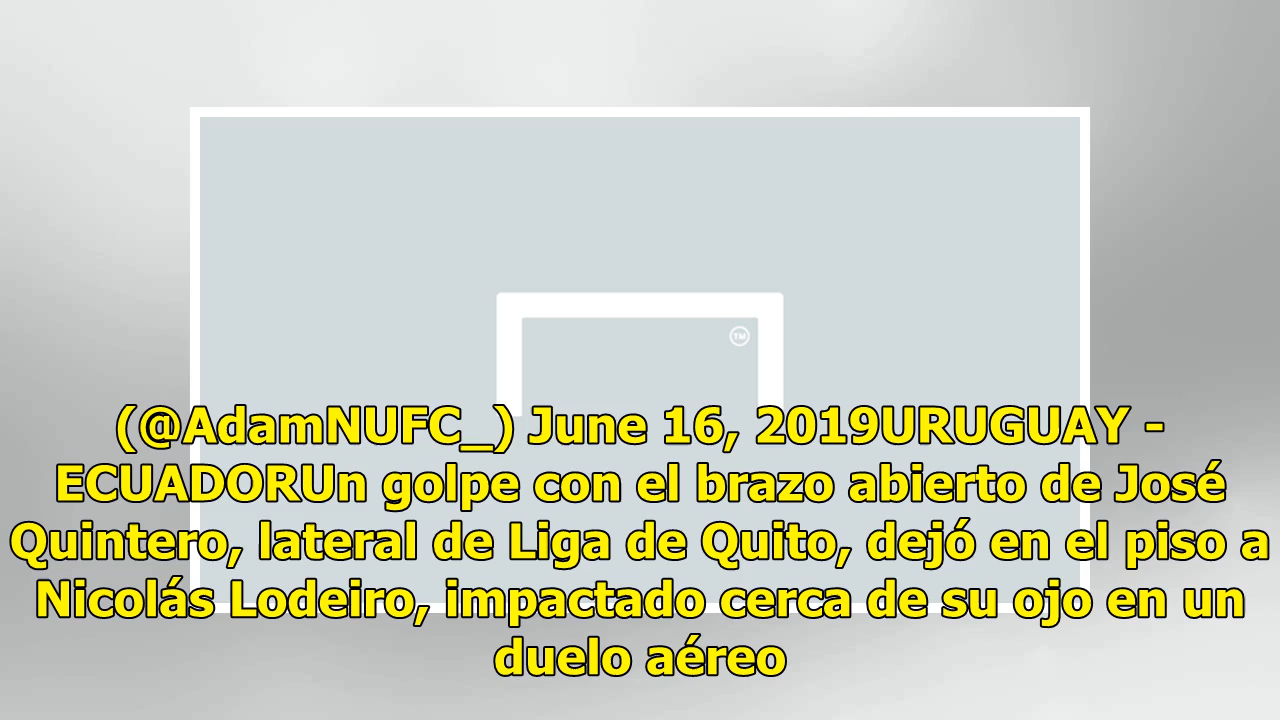 TM
(@AdamNUFC_) June 16, 2019URUGUAY -
ECUADORUn golpe con el brazo abierto de José
Quintero, lateral de Liga de Quito, dejó en el piso a
Nicolás Lodeiro, impactado cerca de su ojo en un
duelo aéreo